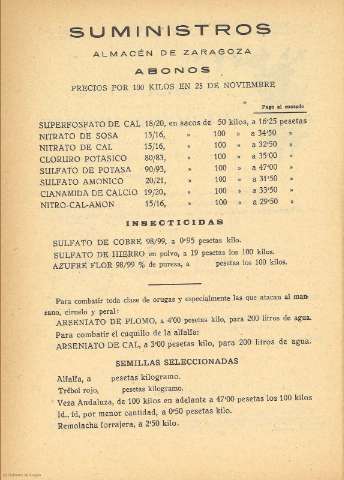 SUMINISTROS
ALMACÉN DE ZARAGOZA
ABONOS
PRECIOS POR 100 KILOS EN 25 DE NOVIEMBRE
Pago al contado
SUPERFOSFATO DE CAL 18/20, en sacos de 50 kilos, a 16'25 pesetas
NITRATO DE SOSA 15/16, » 100 » a 34'50 »
NITRATO DE CAL 15/16, » 100 » a 32'50 »
CLORURO POTASICO 80/83, » 100 » a 35'00 »
SULFATO DE POTASA 90/93, » 100 » a 47'00 »
SULFATO AMONICO 20/21, » 100 » a 31'50 »
CIANAMIDA DE CALCIO 19/20, » 100 » a 33'50 »
NITRO-CAL-AMON 15/16, » 100 » a 29'50 »
INSECTICIDAS
SULFATO DE COBRE 98/99, a 0'95 pesetas kilo.
SULFATO DE HIERRO en polvo, a 19 pesetas los 100 kilos.
AZUFRE FLOR 98/99 % de pureza, a pesetas los 100 kilos.
Para combatir toda clase de orugas y especialmente las que atacan al man-
zano, ciruelo y peral:
ARSENIATO DE PLOMO, a 4'00 pesetas kilo, para 200 litros de agua.
Para combatir el cuquillo de la alfalfa:
ARSENIATO DE CAL, a 3'00 pesetas kilo, para 200 litros de agua.
SEMILLAS SELECCIONADAS
Alfalfa, a pesetas kilogramo.
Trébol rojo, pesetas kilogramo.
Veza Andaluza, de 100 kilos en adelante a 47'00 pesetas los 100 kilos
Id., íd, por menor cantidad, a 0'50 pesetas kilo.
Remolacha forrajera, a 2'50 kilo.